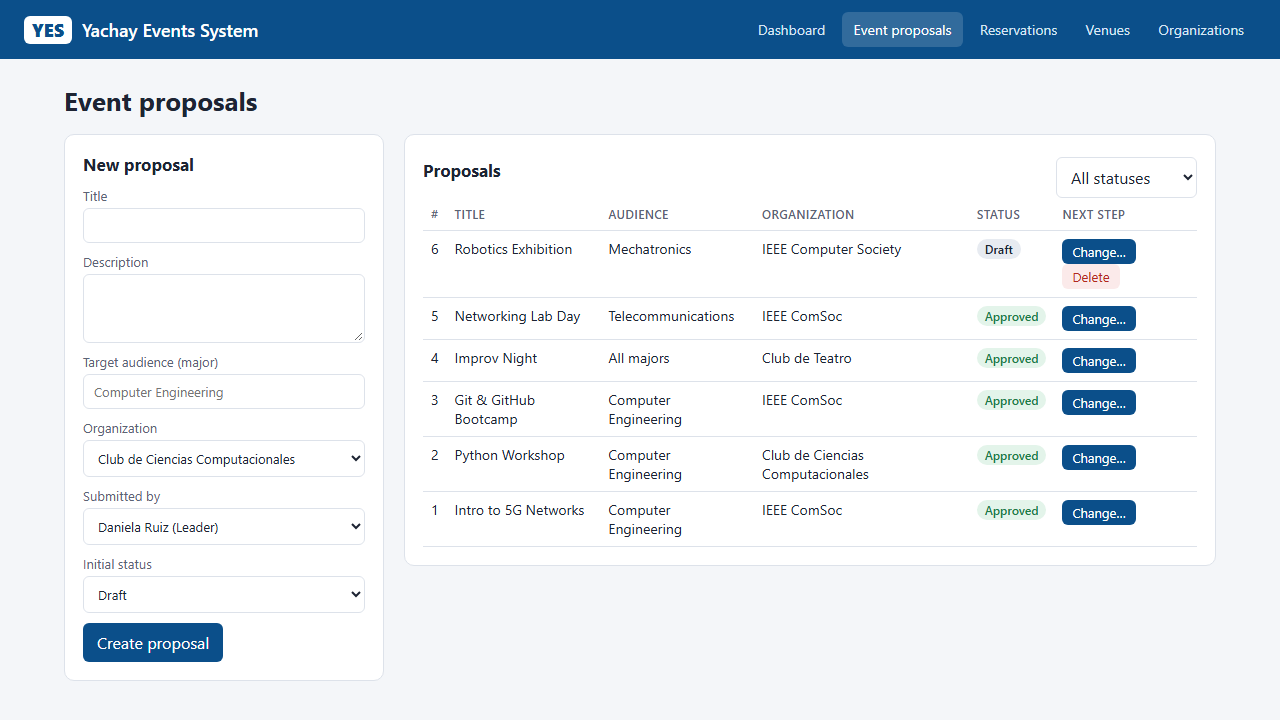 YES Yachay Events System
Dashboard Event proposals Reservations Venues Organizations
Event proposals
New proposal
Title
Description
Target audience (major)
Computer Engineering
Organization
Club de Ciencias Computacionales
Submitted by
Daniela Ruiz (Leader)
Initial status
Draft
Create proposal
Proposals
All statuses
# TITLE AUDIENCE ORGANIZATION STATUS NEXT STEP
6 Robotics Exhibition Mechatronics IEEE Computer Society Draft Change...
Delete
5 Networking Lab Day Telecommunications IEEE ComSoc Approved Change...
4 Improv Night All majors Club de Teatro Approved Change...
3 Git & GitHub Computer IEEE ComSoc Approved Change...
Bootcamp Engineering
2 Python Workshop Computer Club de Ciencias Approved Change...
Engineering Computacionales
1 Intro to 5G Networks Computer IEEE ComSoc Approved Change...
Engineering